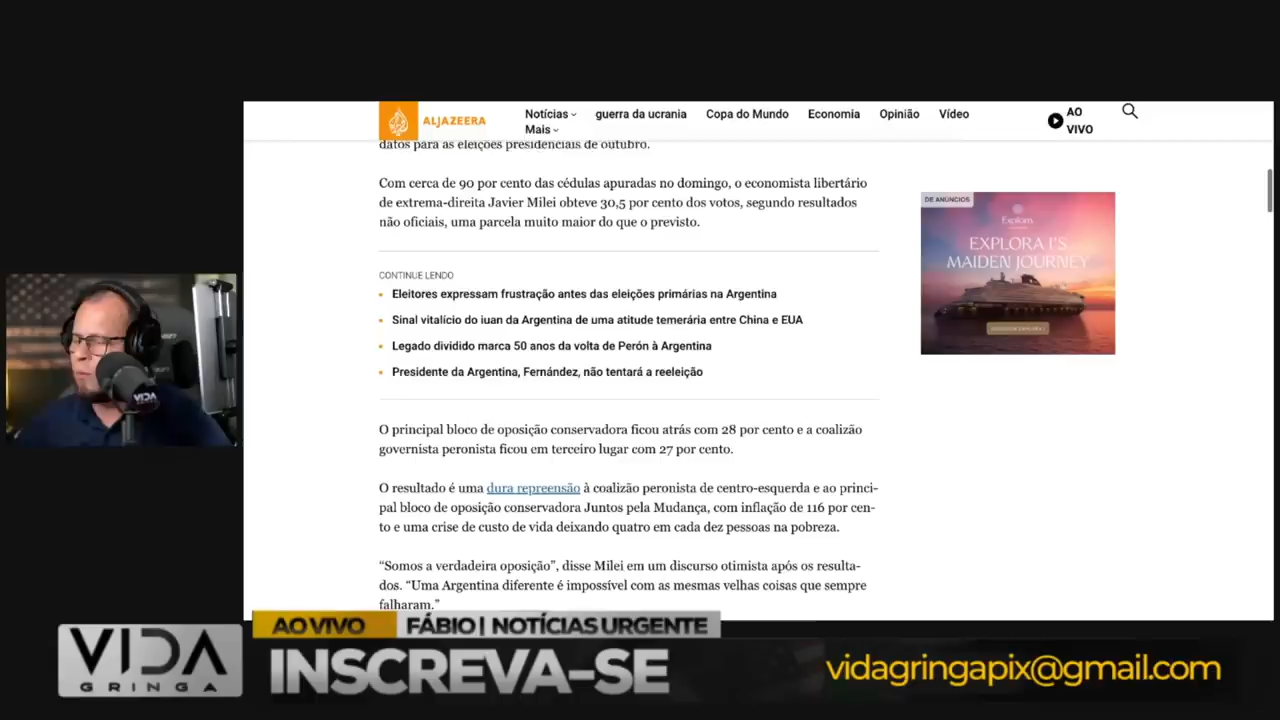 ALJAZEERA
Notícias
guerra da ucrania
Copa do Mundo
Economia
Opinião
Vídeo
Mais
AO
VIVO
datos para as eleições presidenciais de outubro.
Com cerca de 90 por cento das cédulas apuradas no domingo, o economista libertário
de extrema-direita Javier Milei obteve 30,5 por cento dos votos, segundo resultados
não oficiais, uma parcela muito maior do que o previsto.
DE ANÚNCIOS
Explora
EXPLORA I'S
MAIDEN JOURNEY
CONTINUE LENDO
Eleitores expressam frustração antes das eleições primárias na Argentina
Sinal vitalício do iuan da Argentina de uma atitude temerária entre China e EUA
Legado dividido marca 50 anos da volta de Perón à Argentina
Presidente da Argentina, Fernández, não tentará a reeleição
O principal bloco de oposição conservadora ficou atrás com 28 por cento e a coalizão
governista peronista ficou em terceiro lugar com 27 por cento.
O resultado é uma dura repreensão à coalizão peronista de centro-esquerda e ao princi-
pal bloco de oposição conservadora Juntos pela Mudança, com inflação de 116 por cen-
to e uma crise de custo de vida deixando quatro em cada dez pessoas na pobreza.
“Somos a verdadeira oposição”, disse Milei em um discurso otimista após os resulta-
dos. “Uma Argentina diferente é impossível com as mesmas velhas coisas que sempre
falharam.”
VIDA
AO VIVO
FÁBIO | NOTÍCIAS URGENTE
VIDA
GRINGA
INSCREVA-SE
vidagringapix@gmail.com